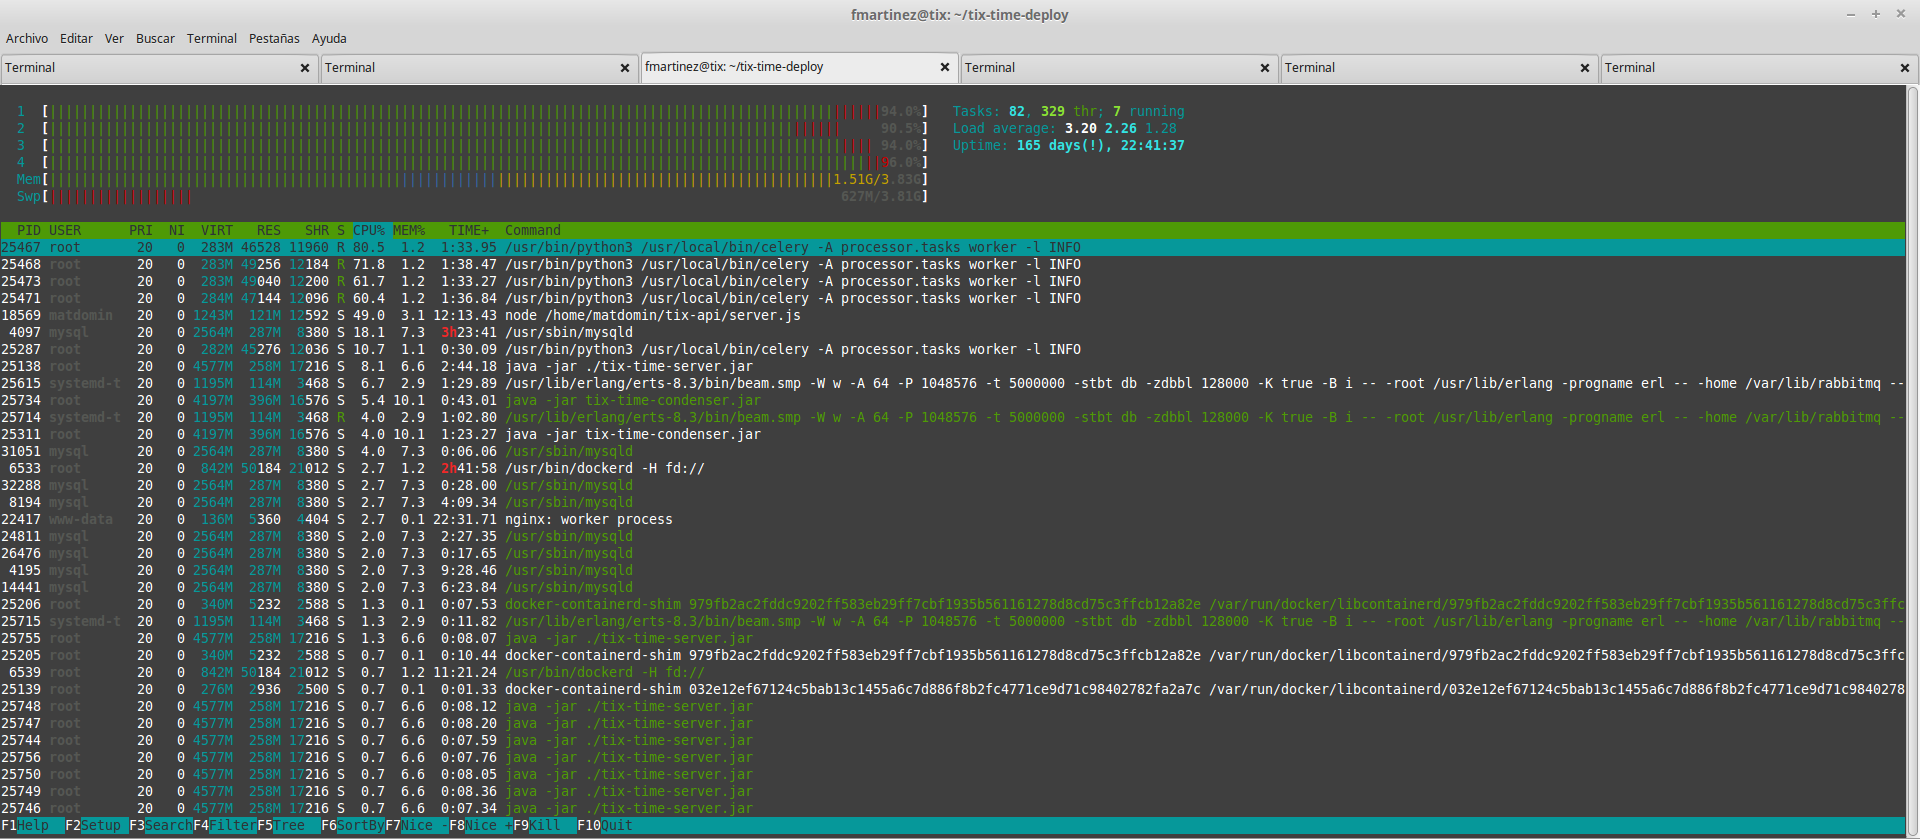 fmartinez@tix: ~/tix-time-deploy
Archivo Editar Ver Buscar Terminal Pestañas Ayuda
Terminal Terminal fmartinez@tix: ~/tix-time-deploy Terminal Terminal Terminal
1 [ 94.0%] Tasks: 82, 329 thr; 7 running
2 [ 90.5%] Load average: 3.20 2.26 1.28
3 [ 94.0%] Uptime: 165 days(!), 22:41:37
4 [ 96.0%]
Mem[ 1.51G/3.83G]
Swp[ 627M/3.81G]
PID USER PRI NI VIRT RES SHR S CPU% MEM% TIME+ Command
25467 root 20 0 283M 46528 11960 R 80.5 1.2 1:33.95 /usr/bin/python3 /usr/local/bin/celery -A processor.tasks worker -l INFO
25468 root 20 0 283M 49256 12184 R 71.8 1.2 1:38.47 /usr/bin/python3 /usr/local/bin/celery -A processor.tasks worker -l INFO
25473 root 20 0 283M 49040 12200 R 61.7 1.2 1:33.27 /usr/bin/python3 /usr/local/bin/celery -A processor.tasks worker -l INFO
25471 root 20 0 284M 47144 12096 R 60.4 1.2 1:36.84 /usr/bin/python3 /usr/local/bin/celery -A processor.tasks worker -l INFO
18569 matdomin 20 0 1243M 121M 12592 S 49.0 3.1 12:13.43 node /home/matdomin/tix-api/server.js
4097 mysql 20 0 2564M 287M 8380 S 18.1 7.3 3h23:41 /usr/sbin/mysqld
25287 root 20 0 282M 45276 12036 S 10.7 1.1 0:30.09 /usr/bin/python3 /usr/local/bin/celery -A processor.tasks worker -l INFO
25138 root 20 0 4577M 258M 17216 S 8.1 6.6 2:44.18 java -jar ./tix-time-server.jar
25615 systemd-t 20 0 1195M 114M 3468 S 6.7 2.9 1:29.89 /usr/lib/erlang/erts-8.3/bin/beam.smp -W w -A 64 -P 1048576 -t 5000000 -stbt db -zdbbl 128000 -K true -B i -- -root /usr/lib/erlang -progname erl -- -home /var/lib/rabbitmq --
25734 root 20 0 4197M 396M 16576 S 5.4 10.1 0:43.01 java -jar tix-time-condenser.jar
25714 systemd-t 20 0 1195M 114M 3468 R 4.0 2.9 1:02.80 /usr/lib/erlang/erts-8.3/bin/beam.smp -W w -A 64 -P 1048576 -t 5000000 -stbt db -zdbbl 128000 -K true -B i -- -root /usr/lib/erlang -progname erl -- -home /var/lib/rabbitmq --
25311 root 20 0 4197M 396M 16576 S 4.0 10.1 1:23.27 java -jar tix-time-condenser.jar
31051 mysql 20 0 2564M 287M 8380 S 4.0 7.3 0:06.06 /usr/sbin/mysqld
6533 root 20 0 842M 50184 21012 S 2.7 1.2 2h41:58 /usr/bin/dockerd -H fd://
32288 mysql 20 0 2564M 287M 8380 S 2.7 7.3 0:28.00 /usr/sbin/mysqld
8194 mysql 20 0 2564M 287M 8380 S 2.7 7.3 4:09.34 /usr/sbin/mysqld
22417 www-data 20 0 136M 5360 4404 S 2.7 0.1 22:31.71 nginx: worker process
24811 mysql 20 0 2564M 287M 8380 S 2.0 7.3 2:27.35 /usr/sbin/mysqld
26476 mysql 20 0 2564M 287M 8380 S 2.0 7.3 0:17.65 /usr/sbin/mysqld
4195 mysql 20 0 2564M 287M 8380 S 2.0 7.3 9:28.46 /usr/sbin/mysqld
14441 mysql 20 0 2564M 287M 8380 S 2.0 7.3 6:23.84 /usr/sbin/mysqld
25206 root 20 0 340M 5232 2588 S 1.3 0.1 0:07.53 docker-containerd-shim 979fb2ac2fddc9202ff583eb29ff7cbf1935b561161278d8cd75c3ffcb12a82e /var/run/docker/libcontainerd/979fb2ac2fddc9202ff583eb29ff7cbf1935b561161278d8cd75c3ffc
25715 systemd-t 20 0 1195M 114M 3468 S 1.3 2.9 0:11.82 /usr/lib/erlang/erts-8.3/bin/beam.smp -W w -A 64 -P 1048576 -t 5000000 -stbt db -zdbbl 128000 -K true -B i -- -root /usr/lib/erlang -progname erl -- -home /var/lib/rabbitmq --
25755 root 20 0 4577M 258M 17216 S 1.3 6.6 0:08.07 java -jar ./tix-time-server.jar
25205 root 20 0 340M 5232 2588 S 0.7 0.1 0:10.44 docker-containerd-shim 979fb2ac2fddc9202ff583eb29ff7cbf1935b561161278d8cd75c3ffcb12a82e /var/run/docker/libcontainerd/979fb2ac2fddc9202ff583eb29ff7cbf1935b561161278d8cd75c3ffc
6539 root 20 0 842M 50184 21012 S 0.7 1.2 11:21.24 /usr/bin/dockerd -H fd://
25139 root 20 0 276M 2936 2500 S 0.7 0.1 0:01.33 docker-containerd-shim 032e12ef67124c5bab13c1455a6c7d886f8b2fc4771ce9d71c98402782fa2a7c /var/run/docker/libcontainerd/032e12ef67124c5bab13c1455a6c7d886f8b2fc4771ce9d71c9840278
25748 root 20 0 4577M 258M 17216 S 0.7 6.6 0:08.12 java -jar ./tix-time-server.jar
25747 root 20 0 4577M 258M 17216 S 0.7 6.6 0:08.20 java -jar ./tix-time-server.jar
25744 root 20 0 4577M 258M 17216 S 0.7 6.6 0:07.59 java -jar ./tix-time-server.jar
25756 root 20 0 4577M 258M 17216 S 0.7 6.6 0:07.76 java -jar ./tix-time-server.jar
25750 root 20 0 4577M 258M 17216 S 0.7 6.6 0:08.05 java -jar ./tix-time-server.jar
25749 root 20 0 4577M 258M 17216 S 0.7 6.6 0:08.36 java -jar ./tix-time-server.jar
25746 root 20 0 4577M 258M 17216 S 0.7 6.6 0:07.34 java -jar ./tix-time-server.jar
F1Help F2Setup F3SearchF4FilterF5Tree F6SortByF7Nice -F8Nice +F9Kill F10Quit